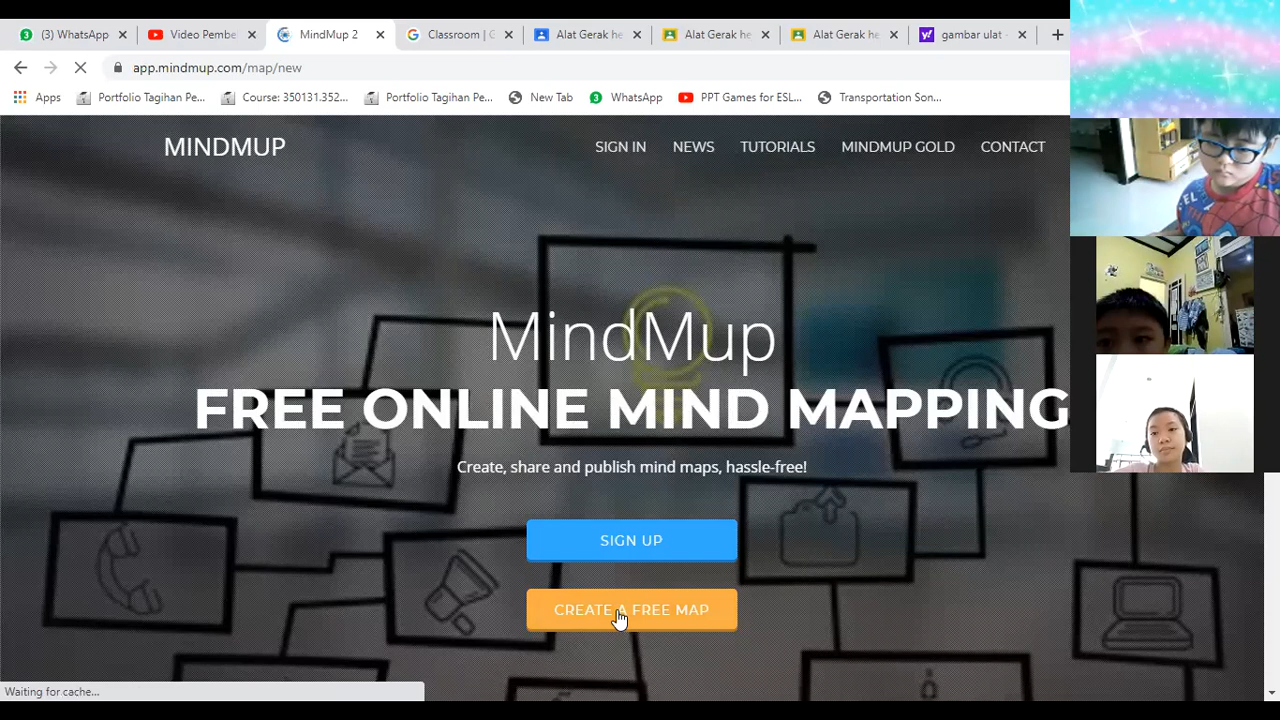 (3) WhatsApp
Video Pembe
MindMup 2
Classroom | G
Alat Gerak he
Alat Gerak he
Alat Gerak he
gambar ulat -
app.mindmup.com/map/new
Apps
Portfolio Tagihan Pe...
Course: 350131.352...
Portfolio Tagihan Pe...
New Tab
WhatsApp
PPT Games for ESL...
Transportation Son...
MINDMUP
SIGN IN
NEWS
TUTORIALS
MINDMUP GOLD
CONTACT
MindMup
FREE ONLINE MIND MAPPING
Create, share and publish mind maps, hassle-free!
SIGN UP
CREATE A FREE MAP
Waiting for cache...